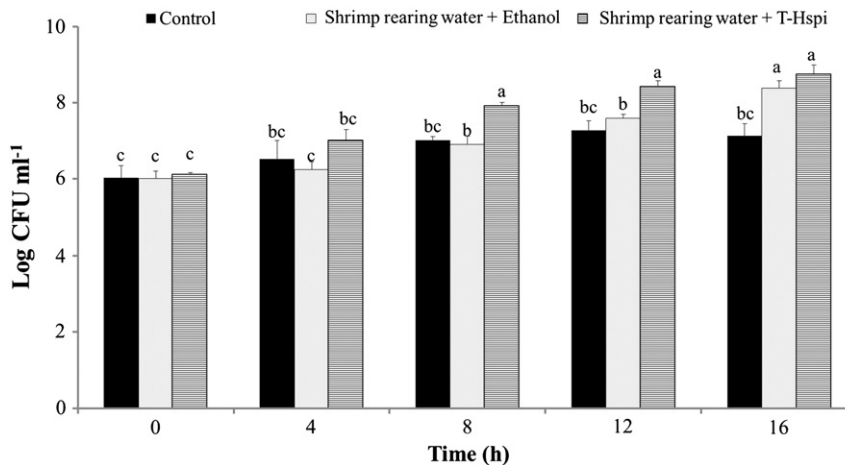 Control Shrimp rearing water + Ethanol Shrimp rearing water + T-Hspi
10
8
6
4
2
0
Log CFU ml-1
c c c
bc c bc
bc b a
bc b a
bc a a
0 4 8 12 16
Time (h)